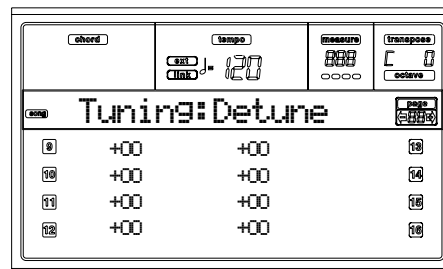 chord tempo measure transpose
ext link 120 888 C 0
octave
song Tuning:Detune page
88
9 +00 +00 13
10 +00 +00 14
11 +00 +00 15
12 +00 +00 16